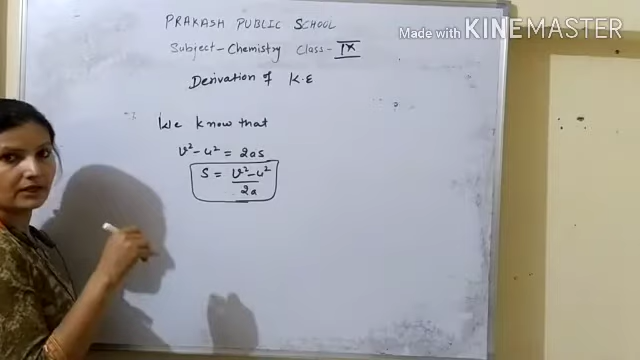 Made with KINEMASTER
PRAKASH PUBLIC SCHOOL
Subject - Chemistry Class - IX
Derivation of K.E
We know that
v² - u² = 2as
S = v² - u² / 2a